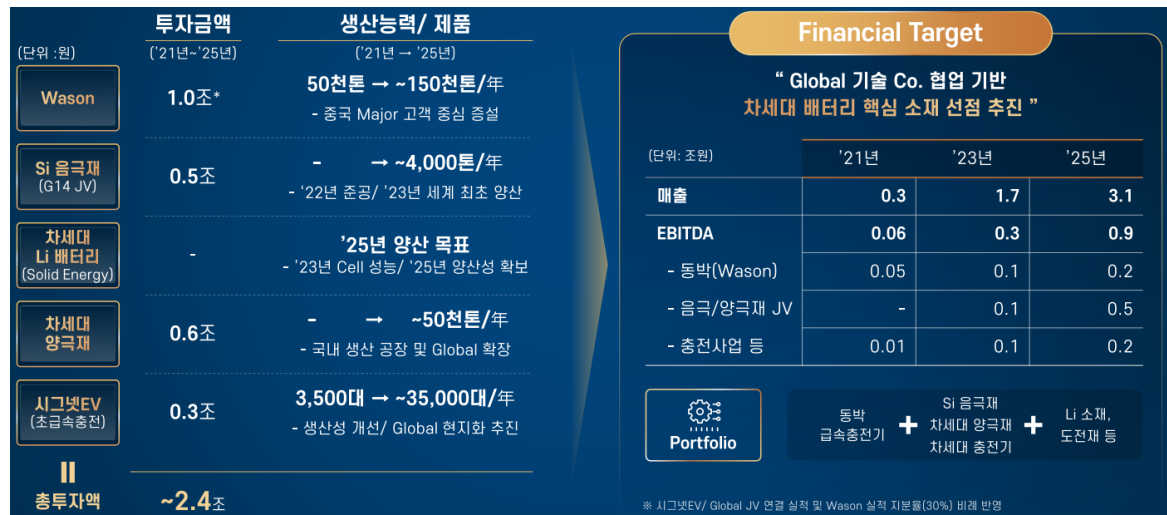 투자금액
생산능력/ 제품
(단위 :원)
('21년~'25년)
('21년 → '25년)
Wason
1.0조*
50천톤 → ~150천톤/年
- 중국 Major 고객 중심 증설
Si 음극재
(G14 JV)
0.5조
- → ~4,000톤/年
- ‘22년 준공/ ’23년 세계 최초 양산
차세대
Li 배터리
(Solid Energy)
-
’25년 양산 목표
- ’23년 Cell 성능/ ‘25년 양산성 확보
차세대
양극재
0.6조
- → ~50천톤/年
- 국내 생산 공장 및 Global 확장
시그넷EV
(초급속충전)
0.3조
3,500대 → ~35,000대/年
- 생산성 개선/ Global 현지화 추진
II
총투자액
~2.4조
Financial Target
“ Global 기술 Co. 협업 기반
차세대 배터리 핵심 소재 선점 추진 ”
(단위: 조원) ’21년 ’23년 ’25년
매출 0.3 1.7 3.1
EBITDA 0.06 0.3 0.9
- 동박(Wason) 0.05 0.1 0.2
- 음극/양극재 JV - 0.1 0.5
- 충전사업 등 0.01 0.1 0.2
Portfolio
동박
급속충전기
+
Si 음극재
차세대 양극재
차세대 충전기
+
Li 소재,
도전재 등
※ 시그넷EV/ Global JV 연결 실적 및 Wason 실적 지분율(30%) 비례 반영